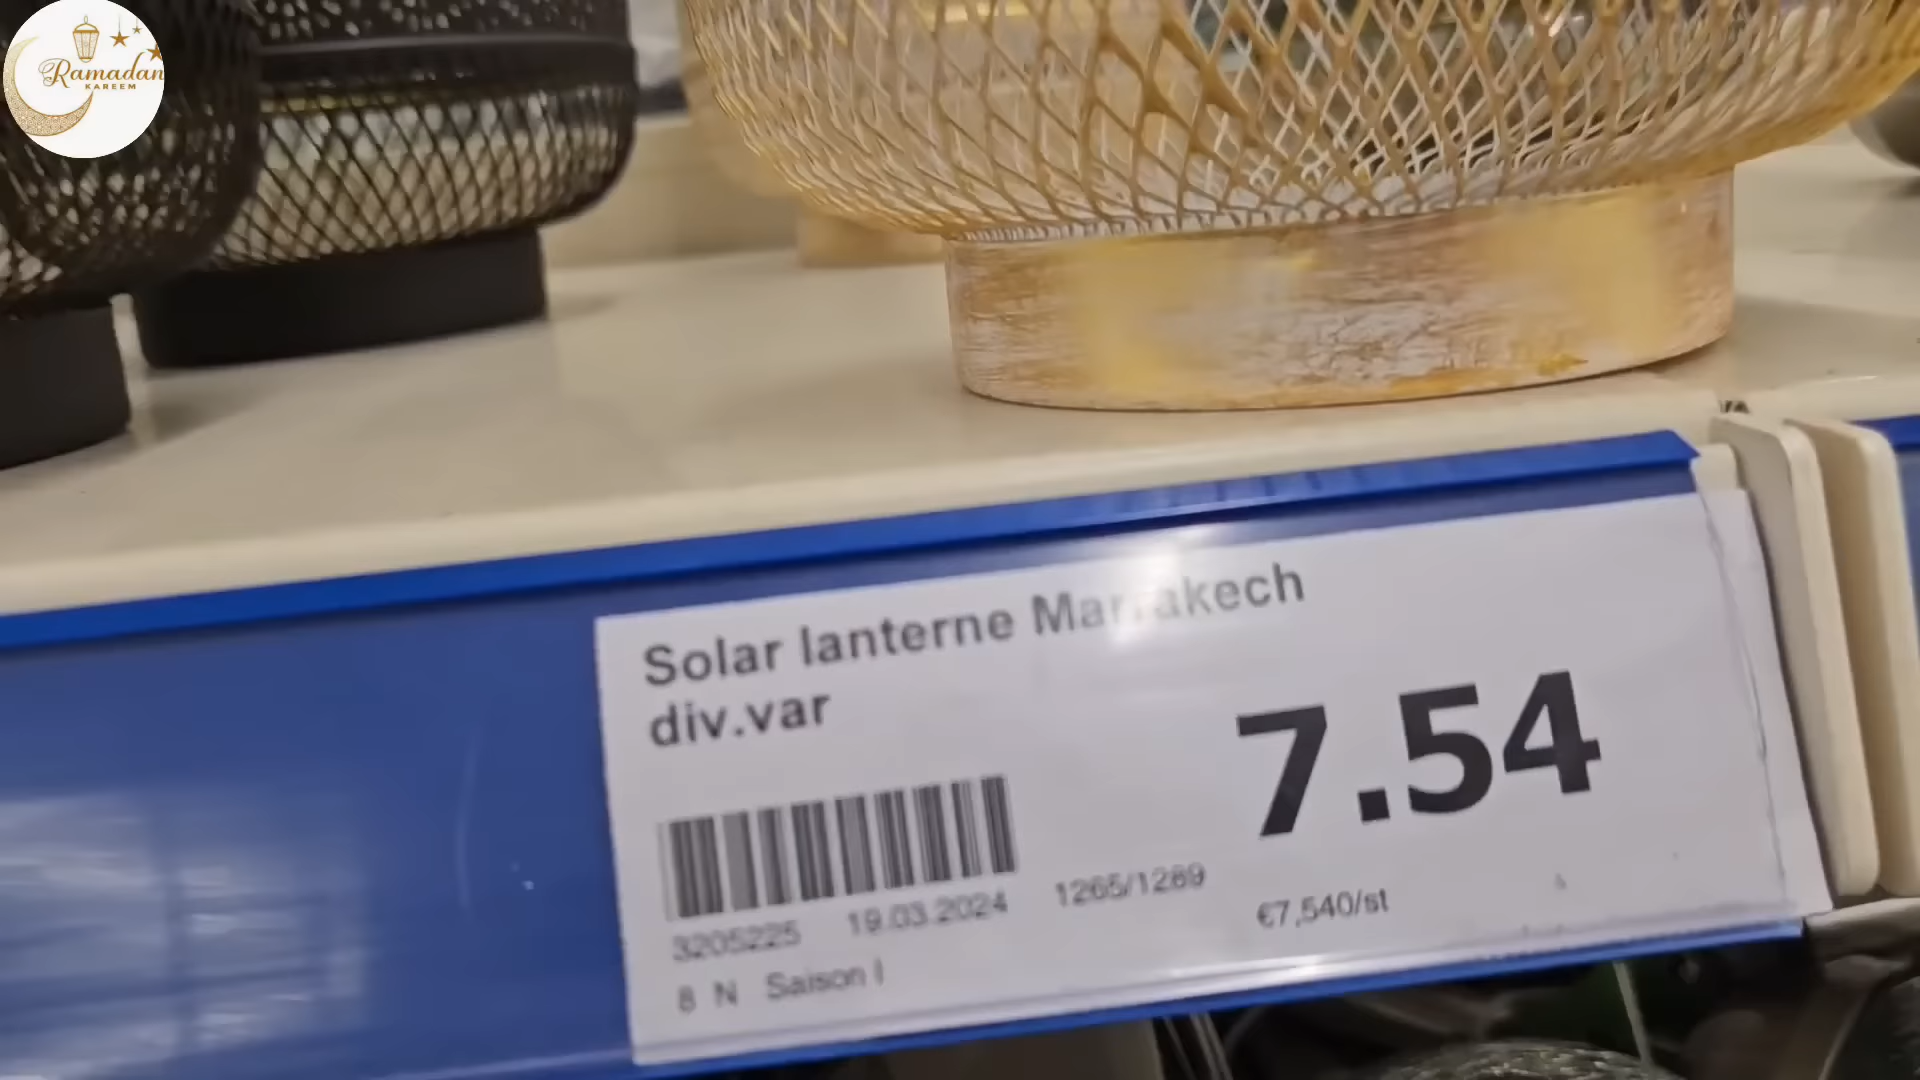 Ramadan
KAREEM
Solar lanterne Marrakech
div.var
7.54
3205225 19.03.2024 1265/1289 €7,540/st
8 N Saison I